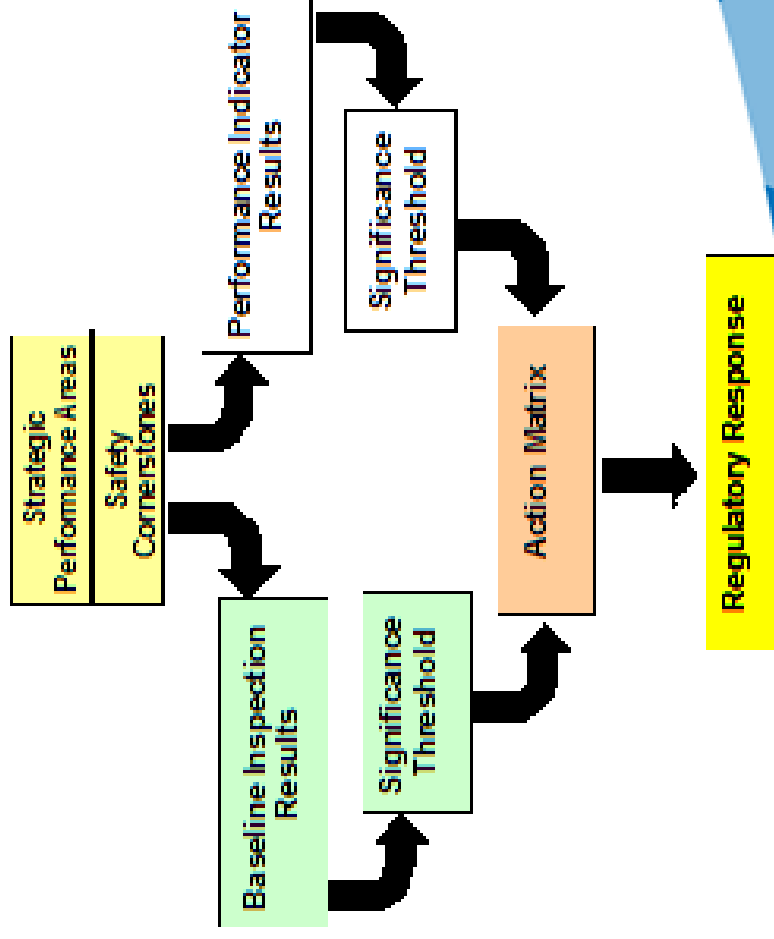 Strategic
Performance Areas
Safety
Cornerstones
Baseline Inspection
Results
Performance Indicator
Results
Significance
Threshold
Significance
Threshold
Action Matrix
Regulatory Response